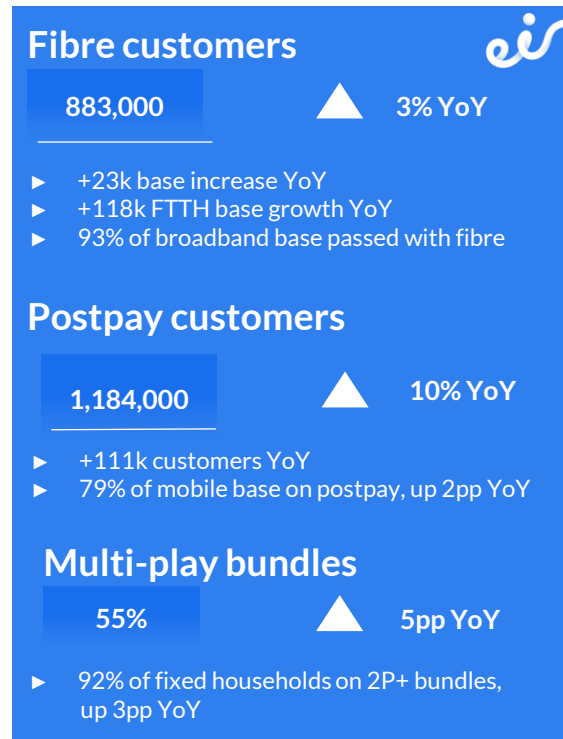 eir
Fibre customers
883,000
3% YoY
► +23k base increase YoY
► +118k FTTH base growth YoY
► 93% of broadband base passed with fibre
Postpay customers
1,184,000
10% YoY
► +111k customers YoY
► 79% of mobile base on postpay, up 2pp YoY
Multi-play bundles
55%
5pp YoY
► 92% of fixed households on 2P+ bundles,
up 3pp YoY